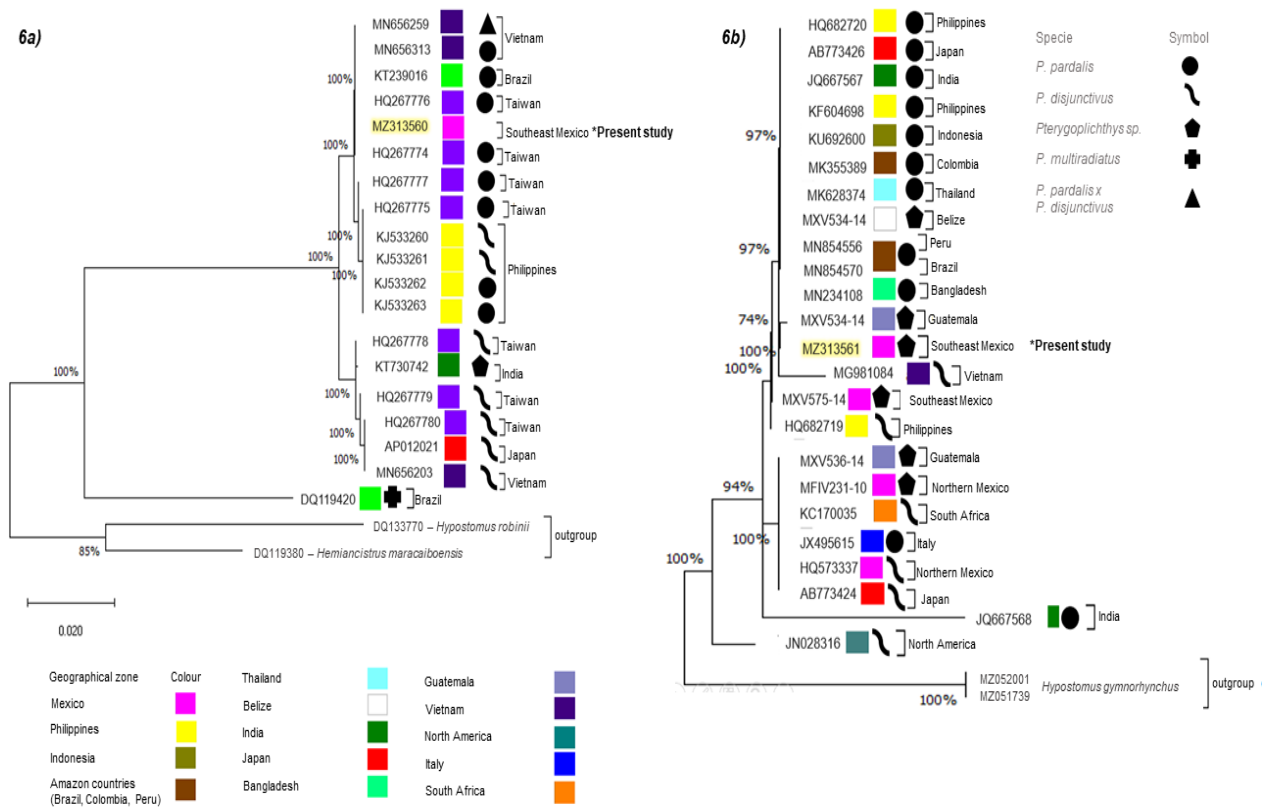 6a)
MN656259
MN656313
Vietnam
100%
KT239016
Brazil
HQ267776
Taiwan
MZ313560
Southeast Mexico *Present study
100%
HQ267774
Taiwan
HQ267777
Taiwan
HQ267775
Taiwan
100%
KJ533260
100%
100%
KJ533261
100%
Philippines
KJ533262
KJ533263
HQ267778
Taiwan
100%
KT730742
India
100%
HQ267779
Taiwan
100%
HQ267780
Taiwan
100%
AP012021
Japan
100%
MN656203
Vietnam
DQ119420
Brazil
DQ133770 – Hypostomus robinii
outgroup
85%
DQ119380 – Hemiancistrus maracaiboensis
0.020
Geographical zone
Colour
Mexico
Philippines
Indonesia
Amazon countries
(Brazil, Colombia, Peru)
Thailand
Belize
India
Japan
Bangladesh
Guatemala
Vietnam
North America
Italy
South Africa
6b)
HQ682720
Philippines
AB773426
Japan
JQ667567
India
KF604698
Philippines
97%
KU692600
Indonesia
MK355389
Colombia
MK628374
Thailand
MXV534-14
Belize
97%
MN854556
Peru
MN854570
Brazil
MN234108
Bangladesh
74%
MXV534-14
Guatemala
100%
MZ313561
Southeast Mexico *Present study
100%
MG981084
Vietnam
MXV575-14
Southeast Mexico
HQ682719
Philippines
MXV536-14
Guatemala
94%
MFIV231-10
Northern Mexico
KC170035
South Africa
100%
JX495615
Italy
100%
HQ573337
Northern Mexico
AB773424
Japan
JQ667568
India
JN028316
North America
MZ052001
MZ051739
100%
Hypostomus gymnorhynchus
outgroup
Specie
Symbol
P. pardalis
P. disjunctivus
Pterygoplichthys sp.
P. multiradiatus
P. pardalis x
P. disjunctivus